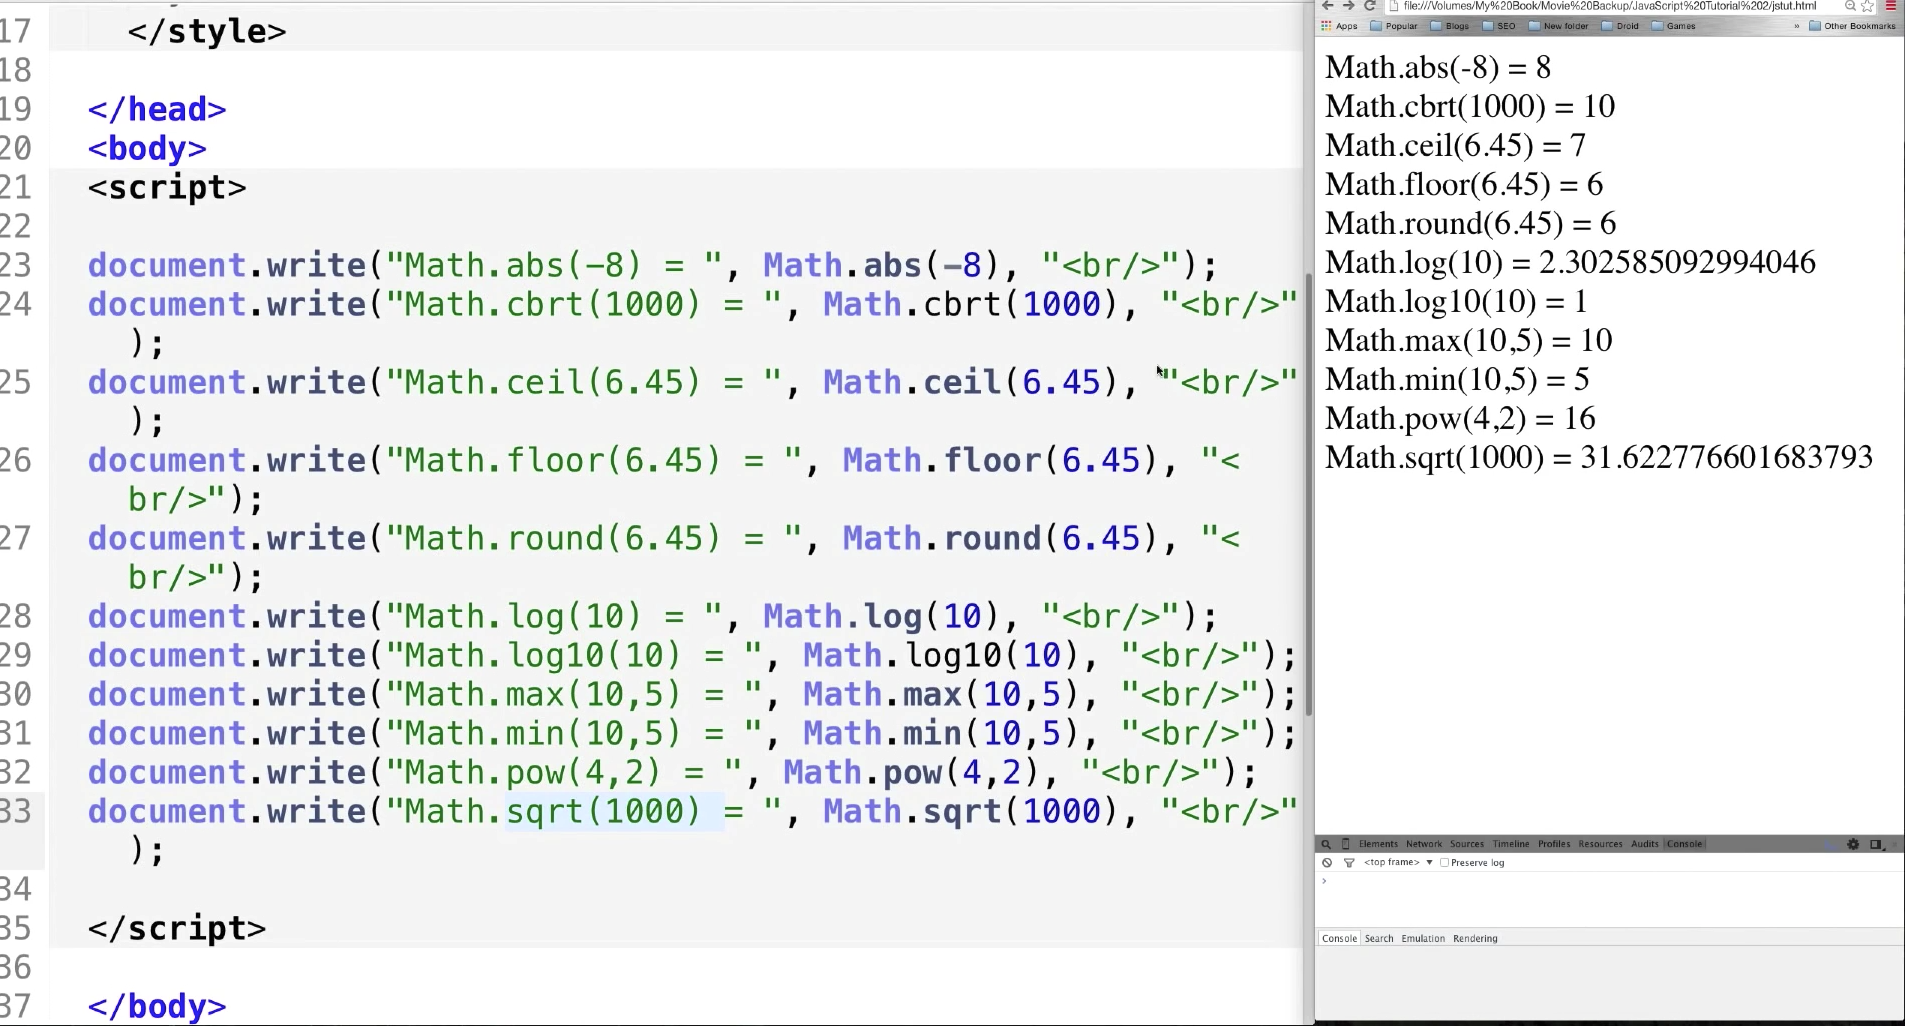 17 </style>
18
19 </head>
20 <body>
21 <script>
22
23 document.write("Math.abs(-8) = ", Math.abs(-8), "<br/>");
24 document.write("Math.cbrt(1000) = ", Math.cbrt(1000), "<br/>"
);
25 document.write("Math.ceil(6.45) = ", Math.ceil(6.45), "<br/>"
);
26 document.write("Math.floor(6.45) = ", Math.floor(6.45), "<
br/>");
27 document.write("Math.round(6.45) = ", Math.round(6.45), "<
br/>");
28 document.write("Math.log(10) = ", Math.log(10), "<br/>");
29 document.write("Math.log10(10) = ", Math.log10(10), "<br/>");
30 document.write("Math.max(10,5) = ", Math.max(10,5), "<br/>");
31 document.write("Math.min(10,5) = ", Math.min(10,5), "<br/>");
32 document.write("Math.pow(4,2) = ", Math.pow(4,2), "<br/>");
33 document.write("Math.sqrt(1000) = ", Math.sqrt(1000), "<br/>"
);
34
35 </script>
36
37 </body>
file:///Volumes/My%20Book/Movie%20Backup/JavaScript%20Tutorial%202/jstut.html
Apps Popular Blogs SEO New folder Droid Games » Other Bookmarks
Math.abs(-8) = 8
Math.cbrt(1000) = 10
Math.ceil(6.45) = 7
Math.floor(6.45) = 6
Math.round(6.45) = 6
Math.log(10) = 2.302585092994046
Math.log10(10) = 1
Math.max(10,5) = 10
Math.min(10,5) = 5
Math.pow(4,2) = 16
Math.sqrt(1000) = 31.622776601683793
Elements Network Sources Timeline Profiles Resources Audits Console
<top frame> ▼ Preserve log
>
Console Search Emulation Rendering